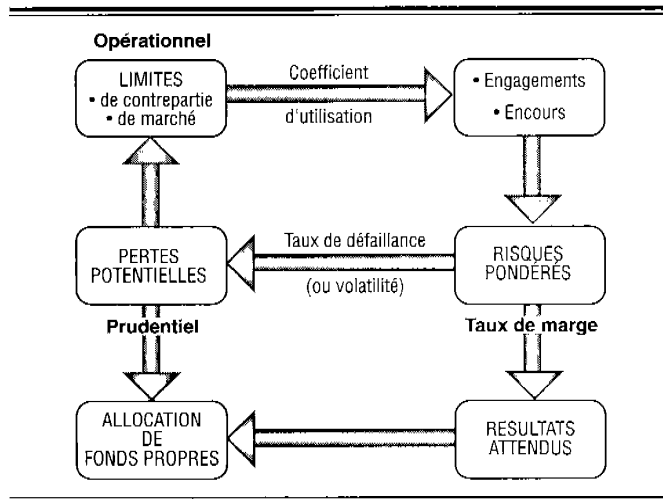 Opérationnel
LIMITES
• de contrepartie
• de marché
Coefficient
d'utilisation
• Engagements
• Encours
PERTES
POTENTIELLES
Taux de défaillance
(ou volatilité)
RISQUES
PONDÉRÉS
Prudentiel
Taux de marge
ALLOCATION
DE
FONDS PROPRES
RESULTATS
ATTENDUS